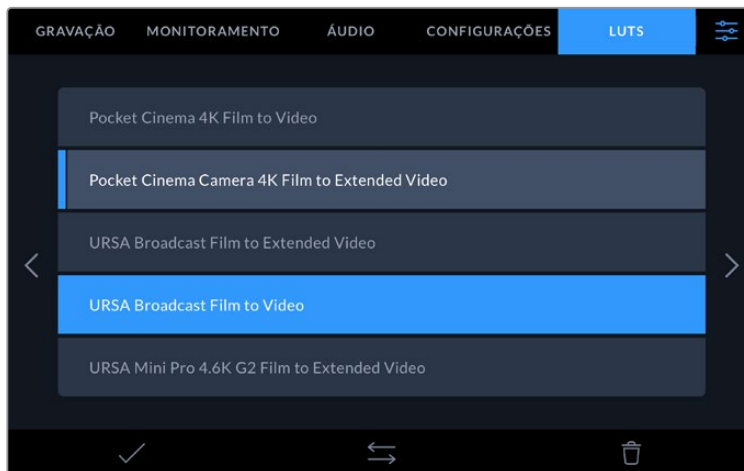 GRAVAÇÃO MONITORAMENTO ÁUDIO CONFIGURAÇÕES LUTS
Pocket Cinema 4K Film to Video
Pocket Cinema Camera 4K Film to Extended Video
URSA Broadcast Film to Extended Video
URSA Broadcast Film to Video
URSA Mini Pro 4.6K G2 Film to Extended Video